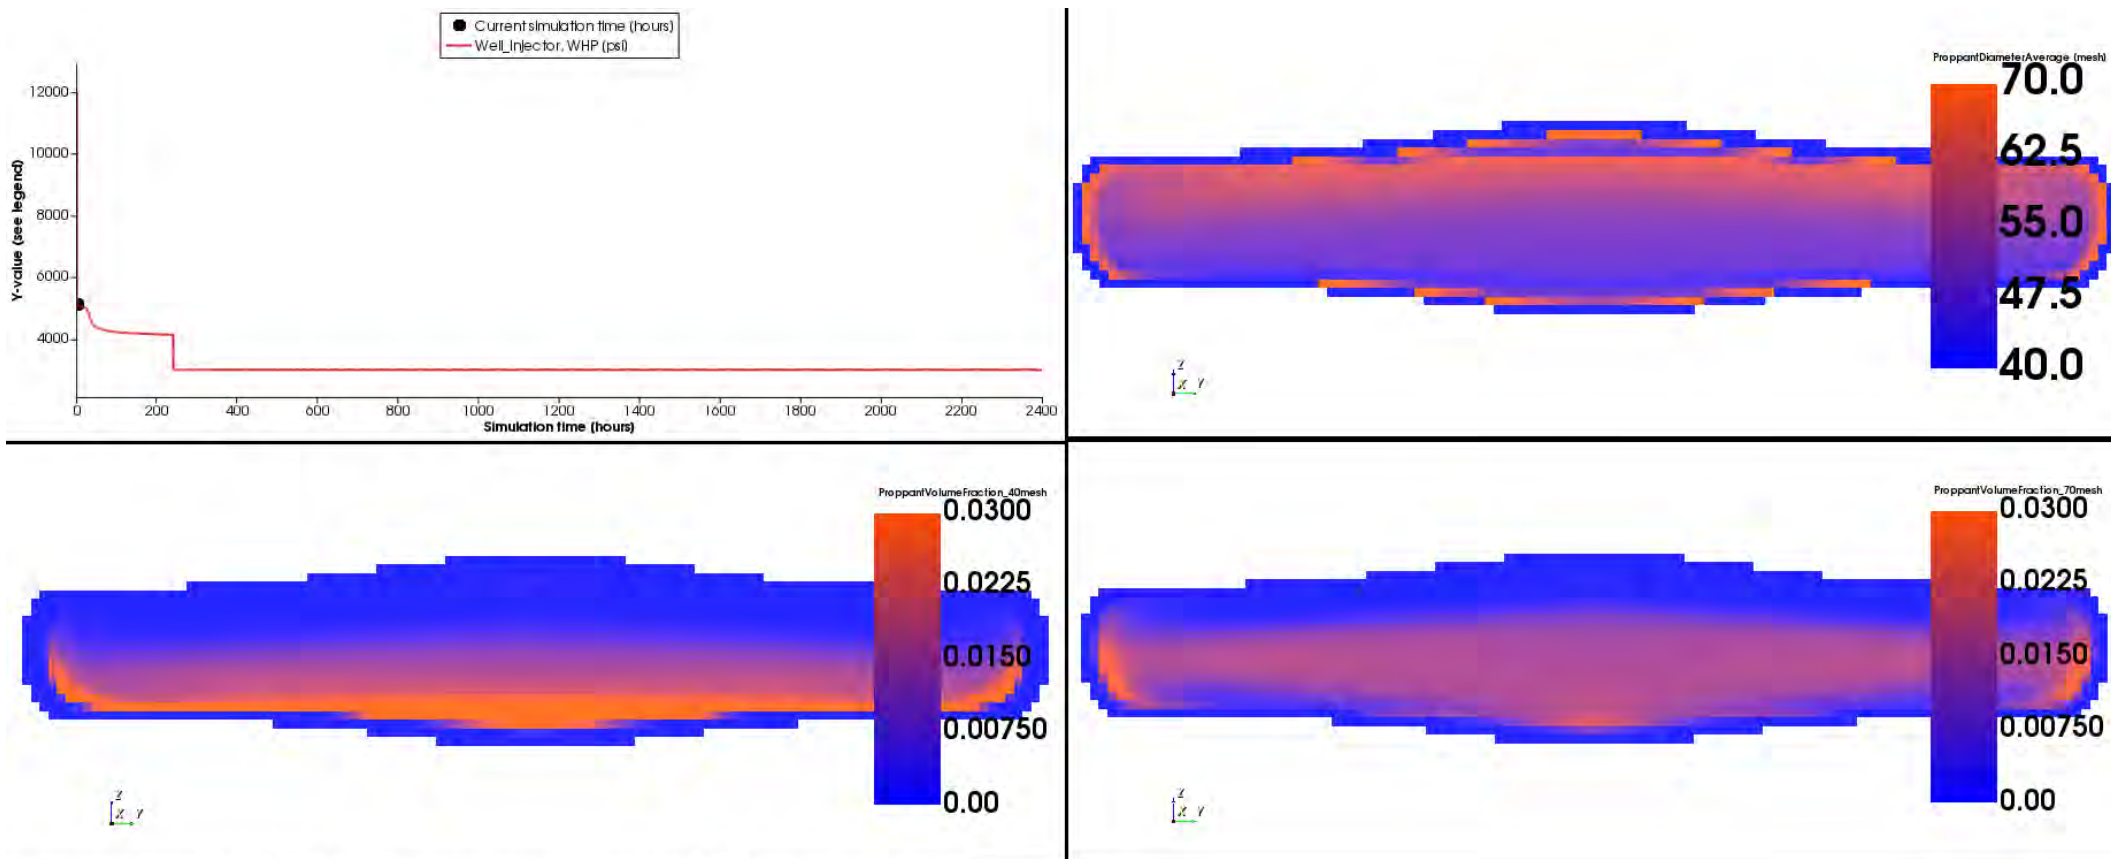 Current simulation time (hours)
Well_Injector, WHP (psi)
Y-value (see legend)
12000
10000
8000
6000
4000
0 200 400 600 800 1000 1200 1400 1600 1800 2000 2200 2400
Simulation time (hours)
ProppantDiameterAverage (mesh)
70.0
62.5
55.0
47.5
40.0
Z
X Y
ProppantVolumeFraction_40mesh
0.0300
0.0225
0.0150
0.00750
0.00
Z
X Y
ProppantVolumeFraction_70mesh
0.0300
0.0225
0.0150
0.00750
0.00
Z
X Y